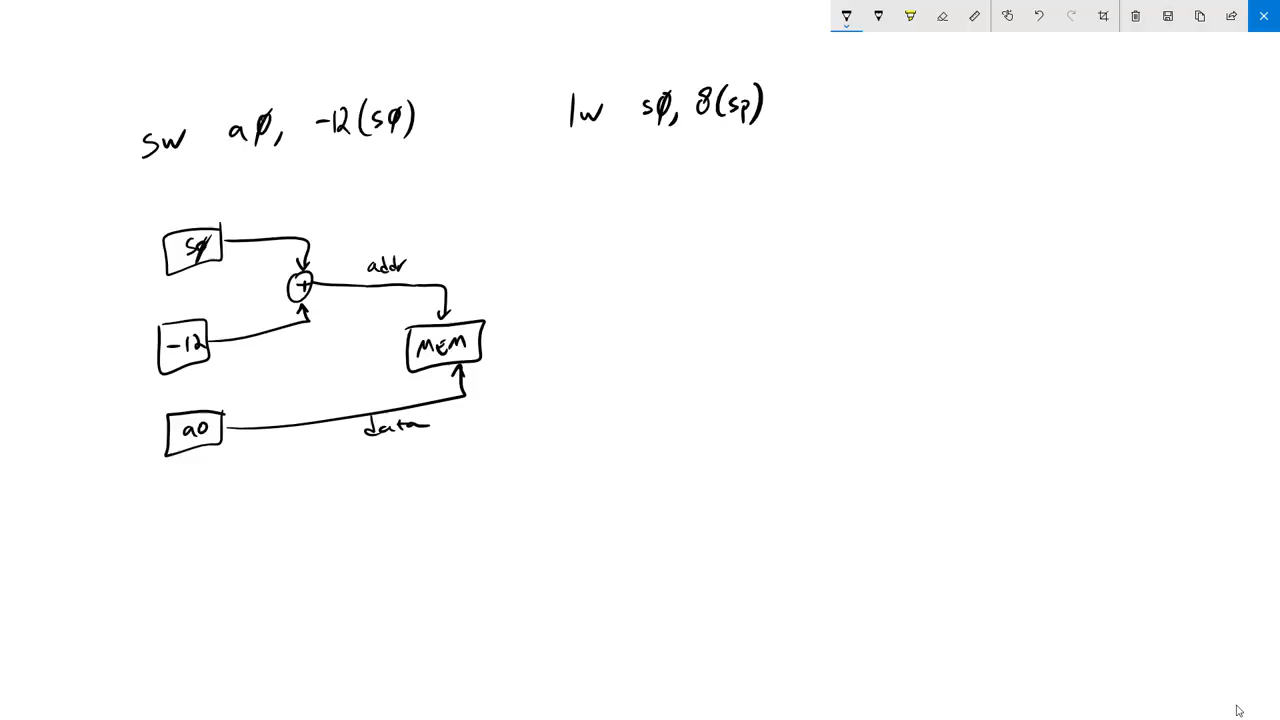 sw a0, -12(s0)
lw s0, 8(sp)
s0
+
addr
-12
MEM
a0
data